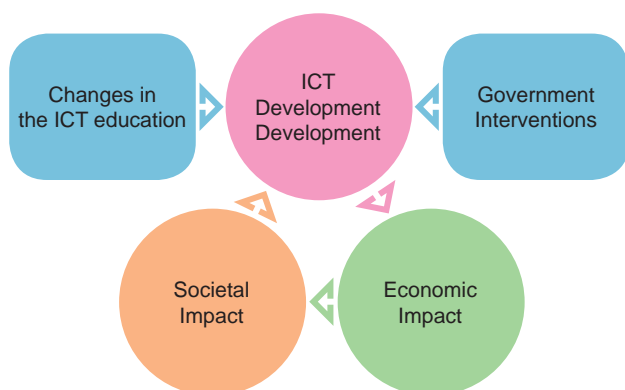 Changes in
the ICT education
ICT
Development
Development
Government
Interventions
Societal
Impact
Economic
Impact